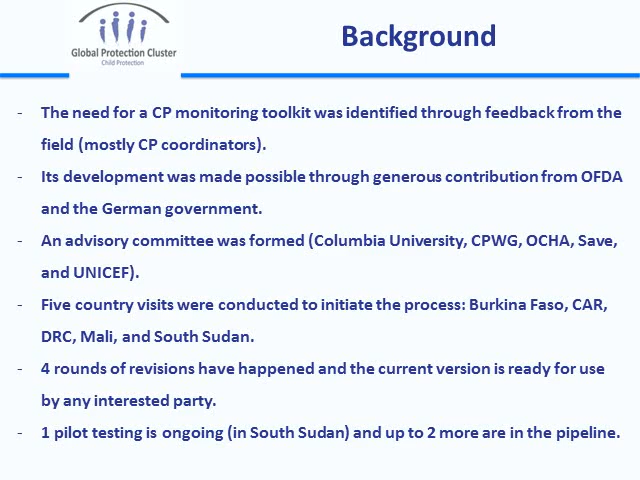 Global Protection Cluster
Child Protection
Background
- The need for a CP monitoring toolkit was identified through feedback from the
field (mostly CP coordinators).
- Its development was made possible through generous contribution from OFDA
and the German government.
- An advisory committee was formed (Columbia University, CPWG, OCHA, Save,
and UNICEF).
- Five country visits were conducted to initiate the process: Burkina Faso, CAR,
DRC, Mali, and South Sudan.
- 4 rounds of revisions have happened and the current version is ready for use
by any interested party.
- 1 pilot testing is ongoing (in South Sudan) and up to 2 more are in the pipeline.